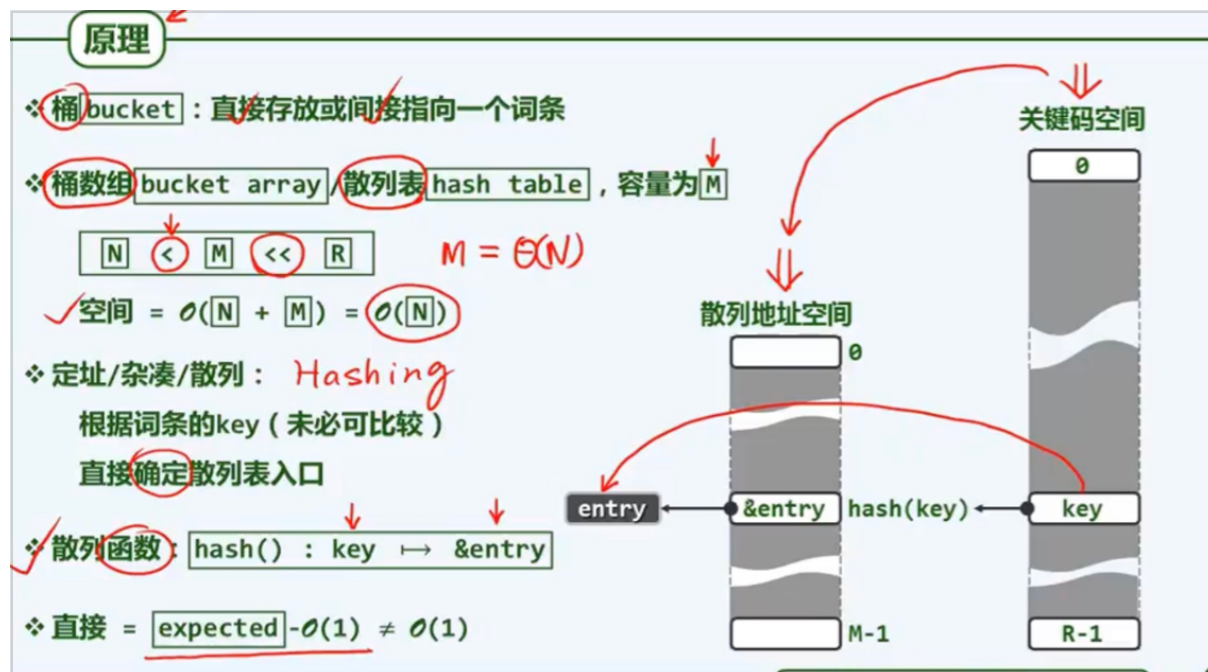 原理
❖ 桶 bucket : 直接存放或间接指向一个词条
❖ 桶数组 bucket array / 散列表 hash table , 容量为 M
N < M << R M = Θ(N)
空间 = O( N + M ) = O( N )
❖ 定址/杂凑/散列 : Hashing
根据词条的key ( 未必可比较 )
直接确定散列表入口
❖ 散列函数 : hash() : key ↦ &entry
❖ 直接 = expected -O(1) ≠ O(1)
关键码空间
0
散列地址空间
0
entry &entry hash(key) key
M-1 R-1